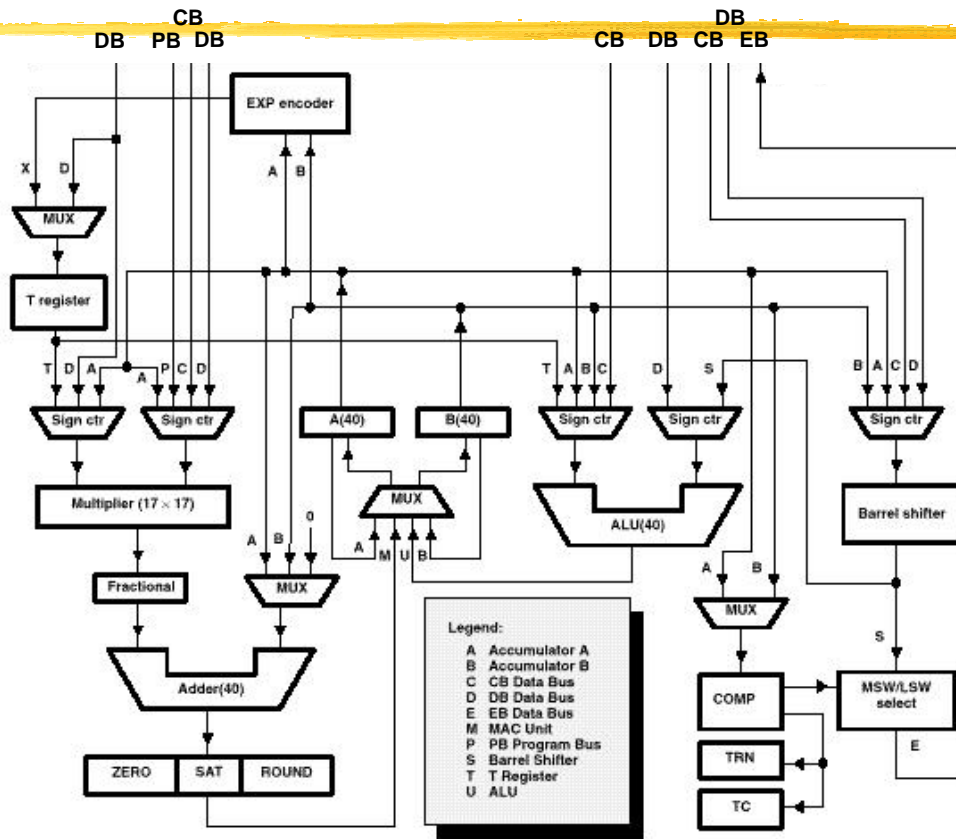 CB DB
DB PB DB CB DB CB EB
EXP encoder
X D A B
MUX
T register
T D A A P C D T A B C D S B A C D
Sign ctr Sign ctr A(40) B(40) Sign ctr Sign ctr Sign ctr
Multiplier (17 × 17) MUX ALU(40) Barrel shifter
A B 0 A M U B
Fractional MUX A B
MUX
Adder(40) S
COMP MSW/LSW
select
E
ZERO SAT ROUND TRN
TC
Legend:
A Accumulator A
B Accumulator B
C CB Data Bus
D DB Data Bus
E EB Data Bus
M MAC Unit
P PB Program Bus
S Barrel Shifter
T T Register
U ALU